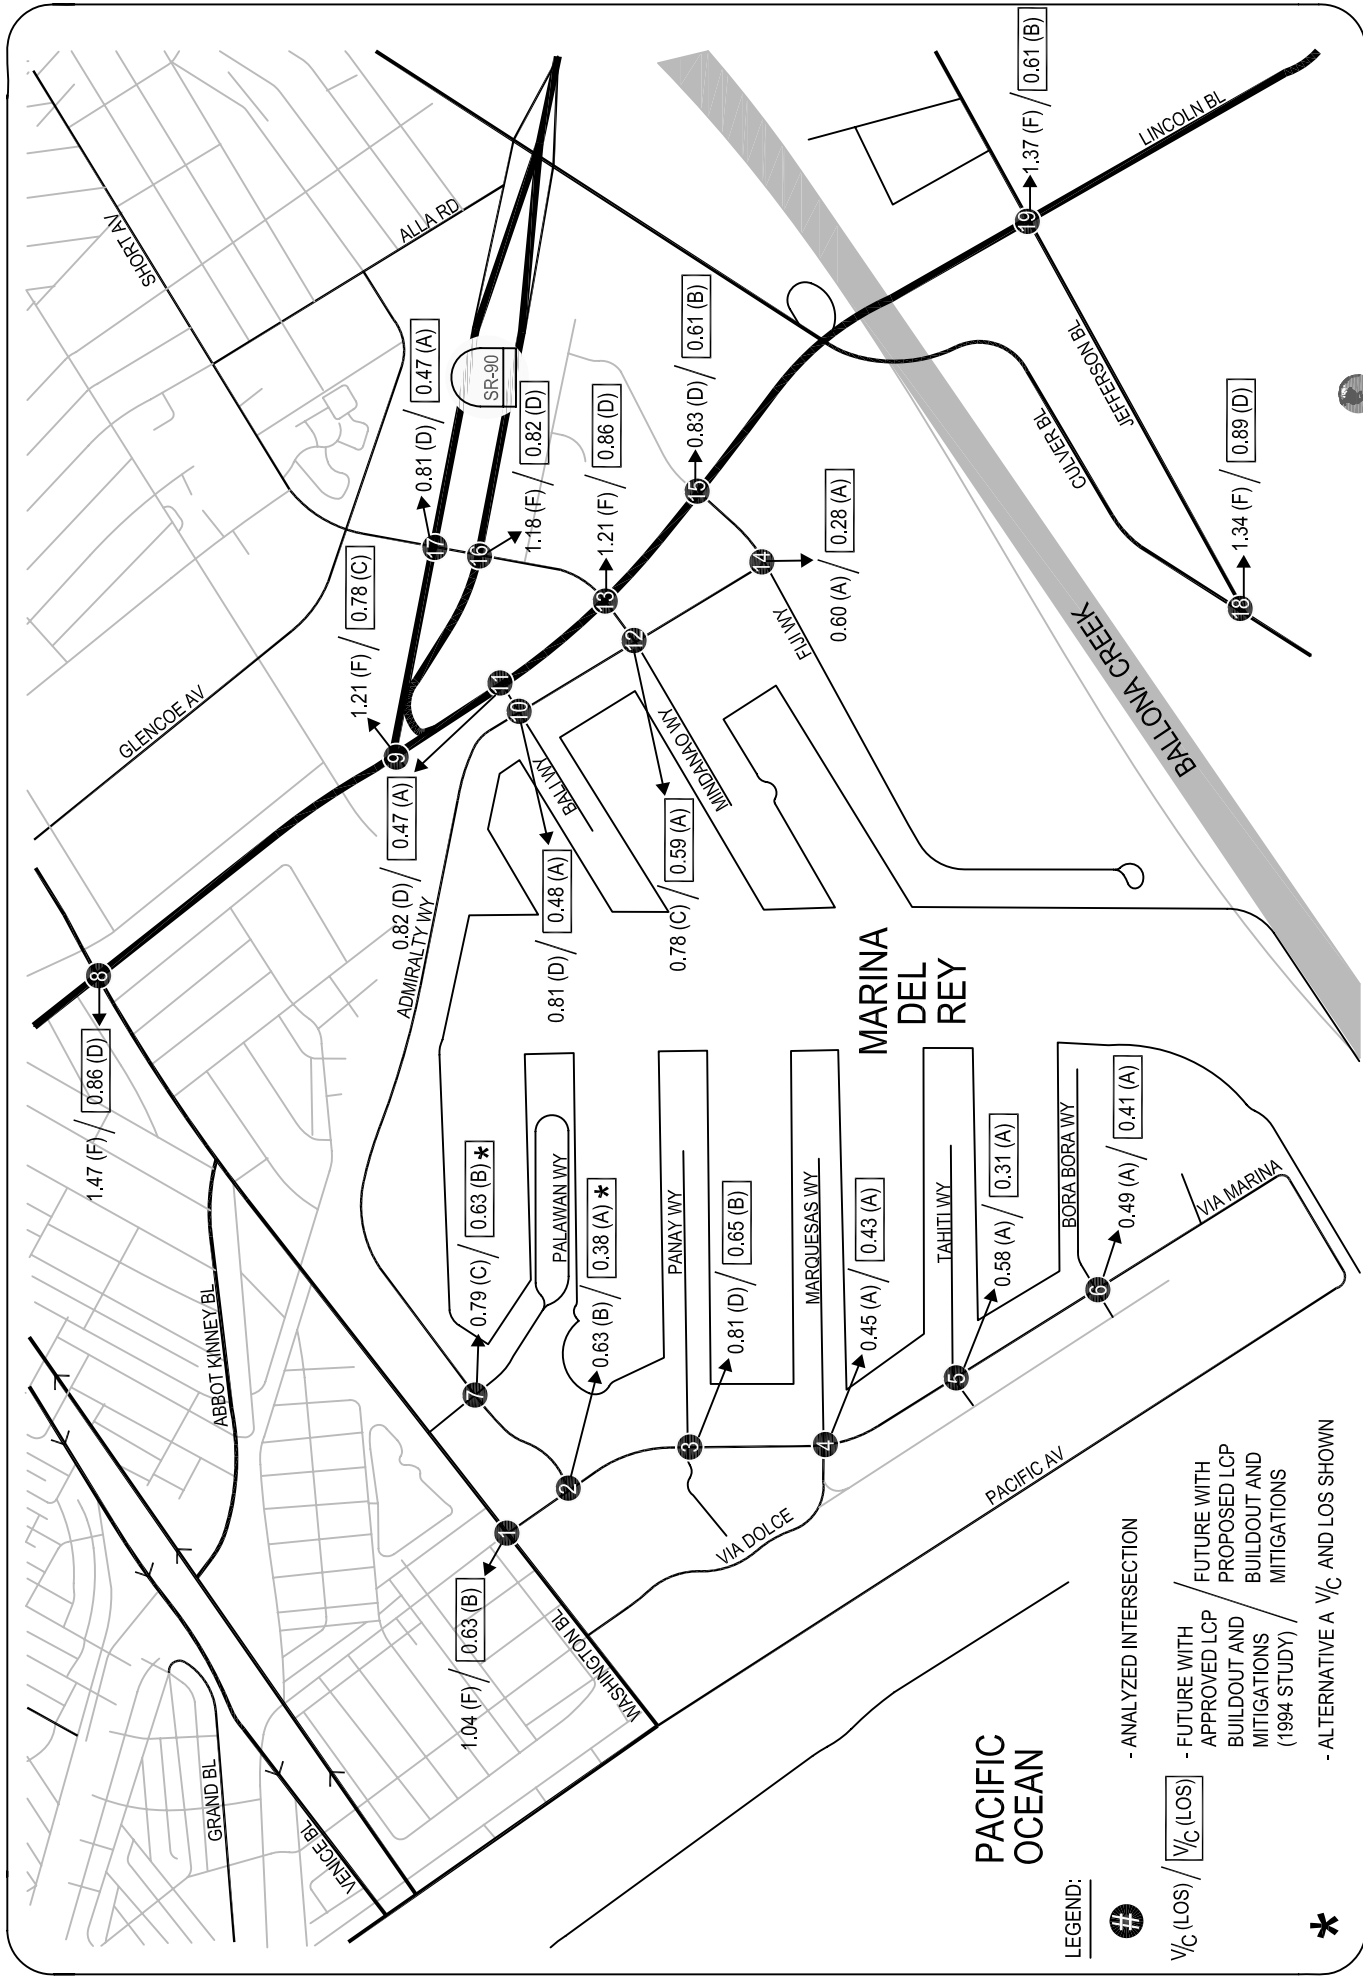 SHORT AV
ALLA RD
GLENCOE AV
SR-90
LINCOLN BL
JEFFERSON BL
CULVER BL
BALLONA CREEK
FIJI WY
MINDANAO WY
BALI WY
ADMIRALTY WY
MARINA
DEL
REY
PALAWAN WY
PANAY WY
MARQUESAS WY
TAHITI WY
BORA BORA WY
VIA MARINA
ABBOT KINNEY BL
WASHINGTON BL
VIA DOLCE
PACIFIC AV
GRAND BL
VENICE BL
PACIFIC
OCEAN
1
1.04 (F) / 0.63 (B)
2
0.63 (B) / 0.38 (A) *
3
0.81 (D) / 0.65 (B)
4
0.45 (A) / 0.43 (A)
5
0.58 (A) / 0.31 (A)
6
0.49 (A) / 0.41 (A)
7
0.79 (C) / 0.63 (B) *
8
1.47 (F) / 0.86 (D)
9
1.21 (F) / 0.78 (C)
10
0.81 (D) / 0.48 (A)
11
0.82 (D) / 0.47 (A)
12
0.78 (C) / 0.59 (A)
13
1.21 (F) / 0.86 (D)
14
0.60 (A) / 0.28 (A)
15
0.83 (D) / 0.61 (B)
16
1.18 (F) / 0.82 (D)
17
0.81 (D) / 0.47 (A)
18
1.34 (F) / 0.89 (D)
19
1.37 (F) / 0.61 (B)
LEGEND:
# - ANALYZED INTERSECTION
V/C (LOS) / V/C (LOS)
- FUTURE WITH
APPROVED LCP
BUILDOUT AND
MITIGATIONS
(1994 STUDY) /
FUTURE WITH
PROPOSED LCP
BUILDOUT AND
MITIGATIONS
* - ALTERNATIVE A V/C AND LOS SHOWN